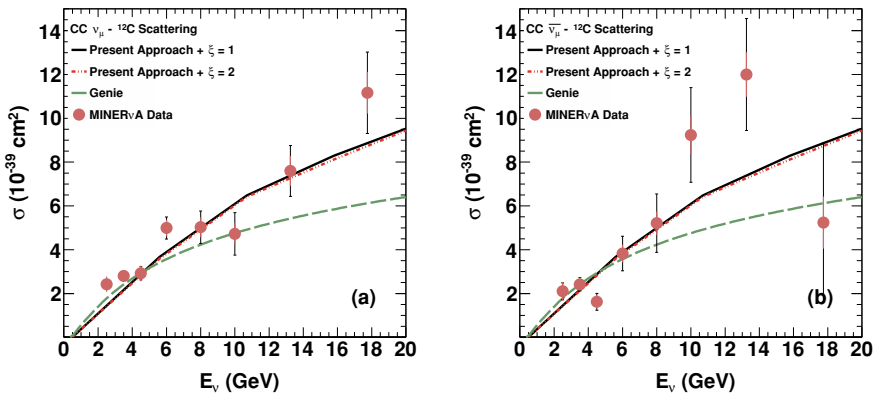 CC ν_μ - ¹²C Scattering
Present Approach + ξ = 1
Present Approach + ξ = 2
Genie
MINERνA Data
σ (10⁻³⁹ cm²)
14
12
10
8
6
4
2
(a)
0 2 4 6 8 10 12 14 16 18 20
E_ν (GeV)
CC ν̅_μ - ¹²C Scattering
Present Approach + ξ = 1
Present Approach + ξ = 2
Genie
MINERνA Data
σ (10⁻³⁹ cm²)
14
12
10
8
6
4
2
(b)
0 2 4 6 8 10 12 14 16 18 20
E_ν (GeV)